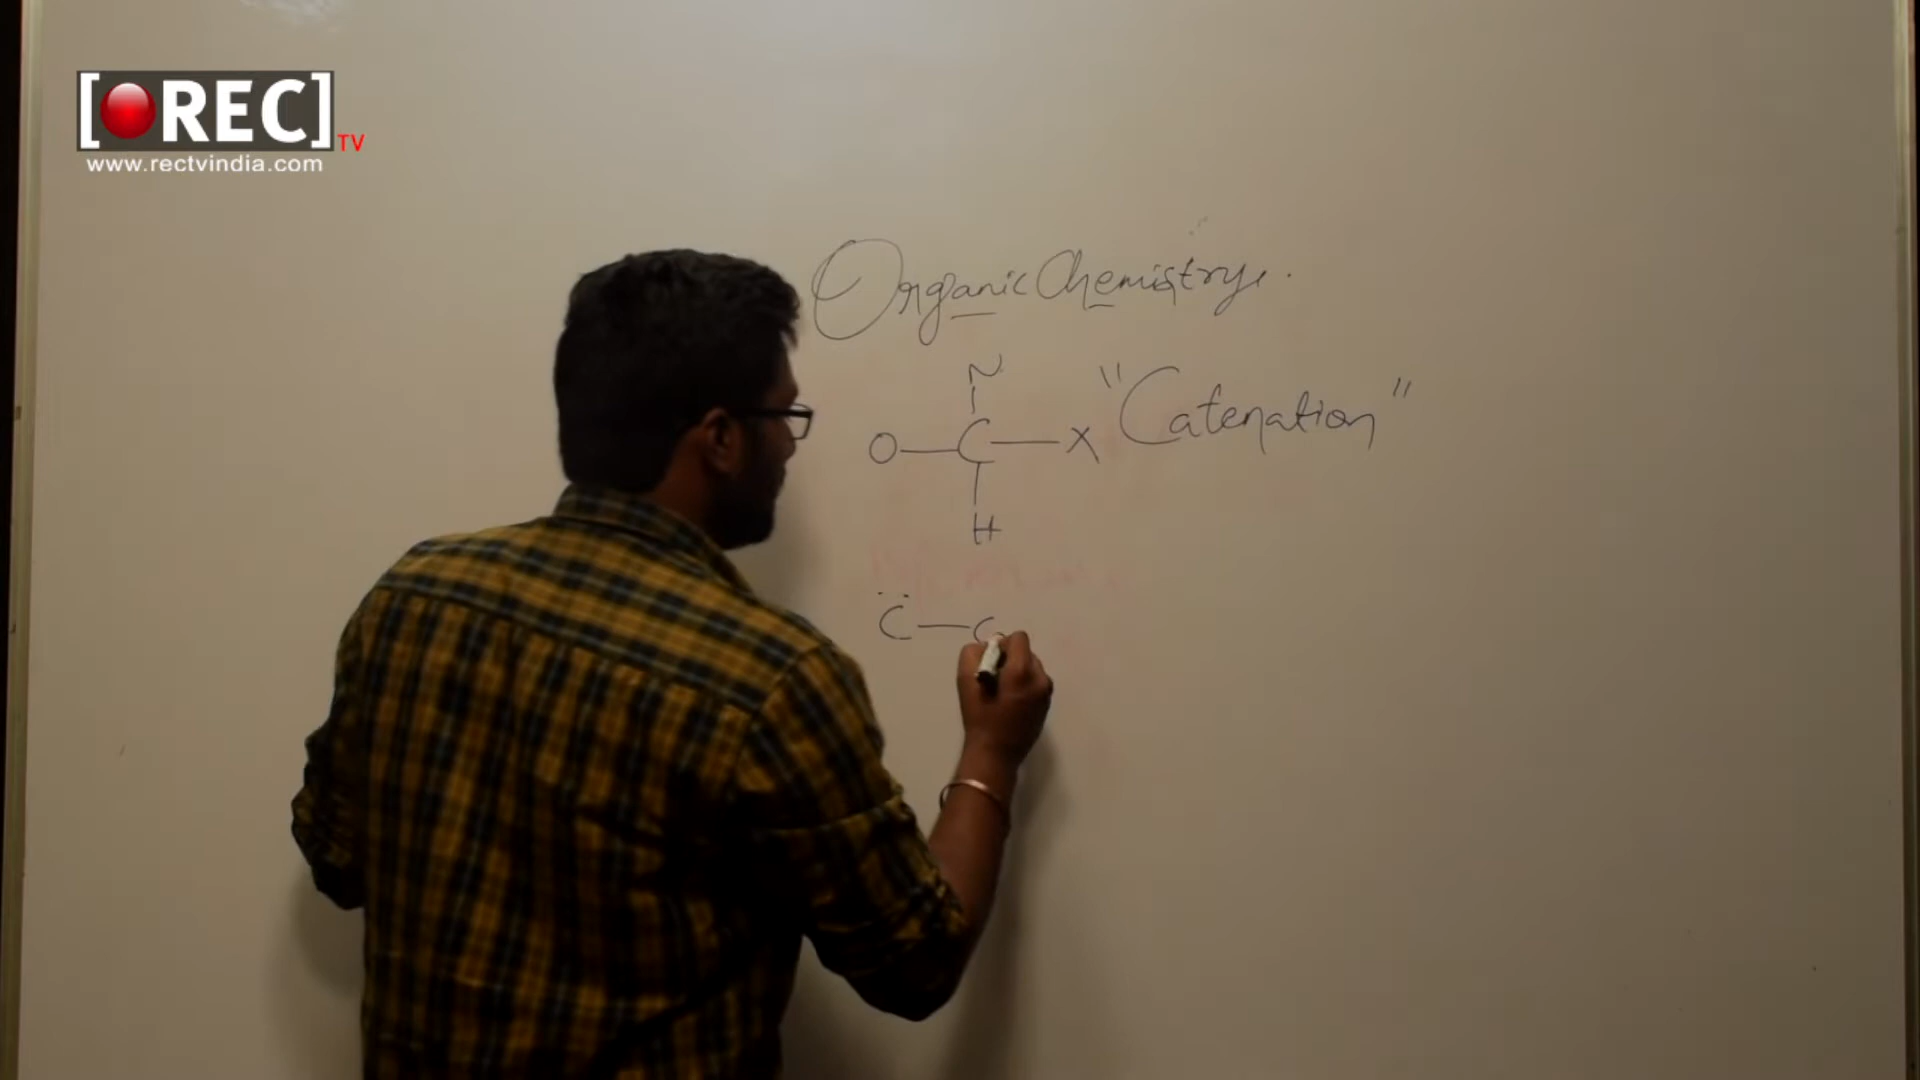 [REC]
TV
www.rectvindia.com
Organic Chemistry.
N
O—C—X "Catenation"
H
C—C